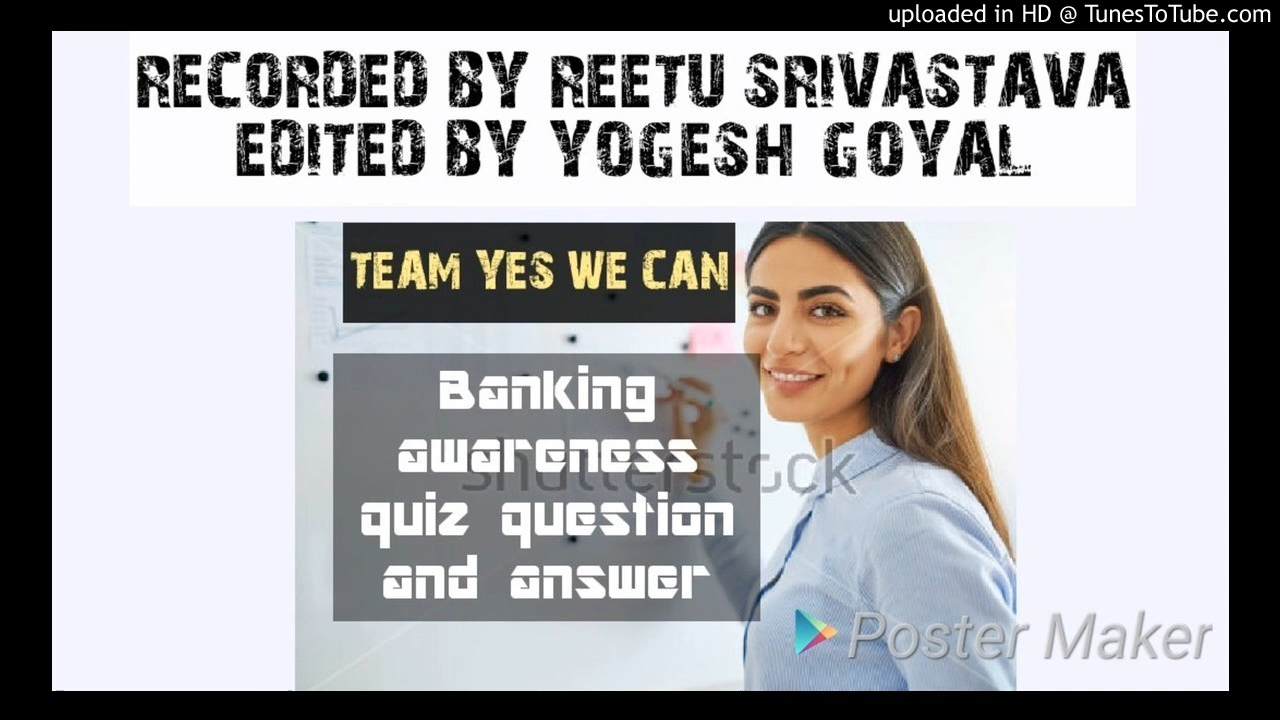 uploaded in HD @ TunesToTube.com
RECORDED BY REETU SRIVASTAVA
EDITED BY YOGESH GOYAL
TEAM YES WE CAN
Banking
awareness
shutterstock
quiz question
and answer
Poster Maker